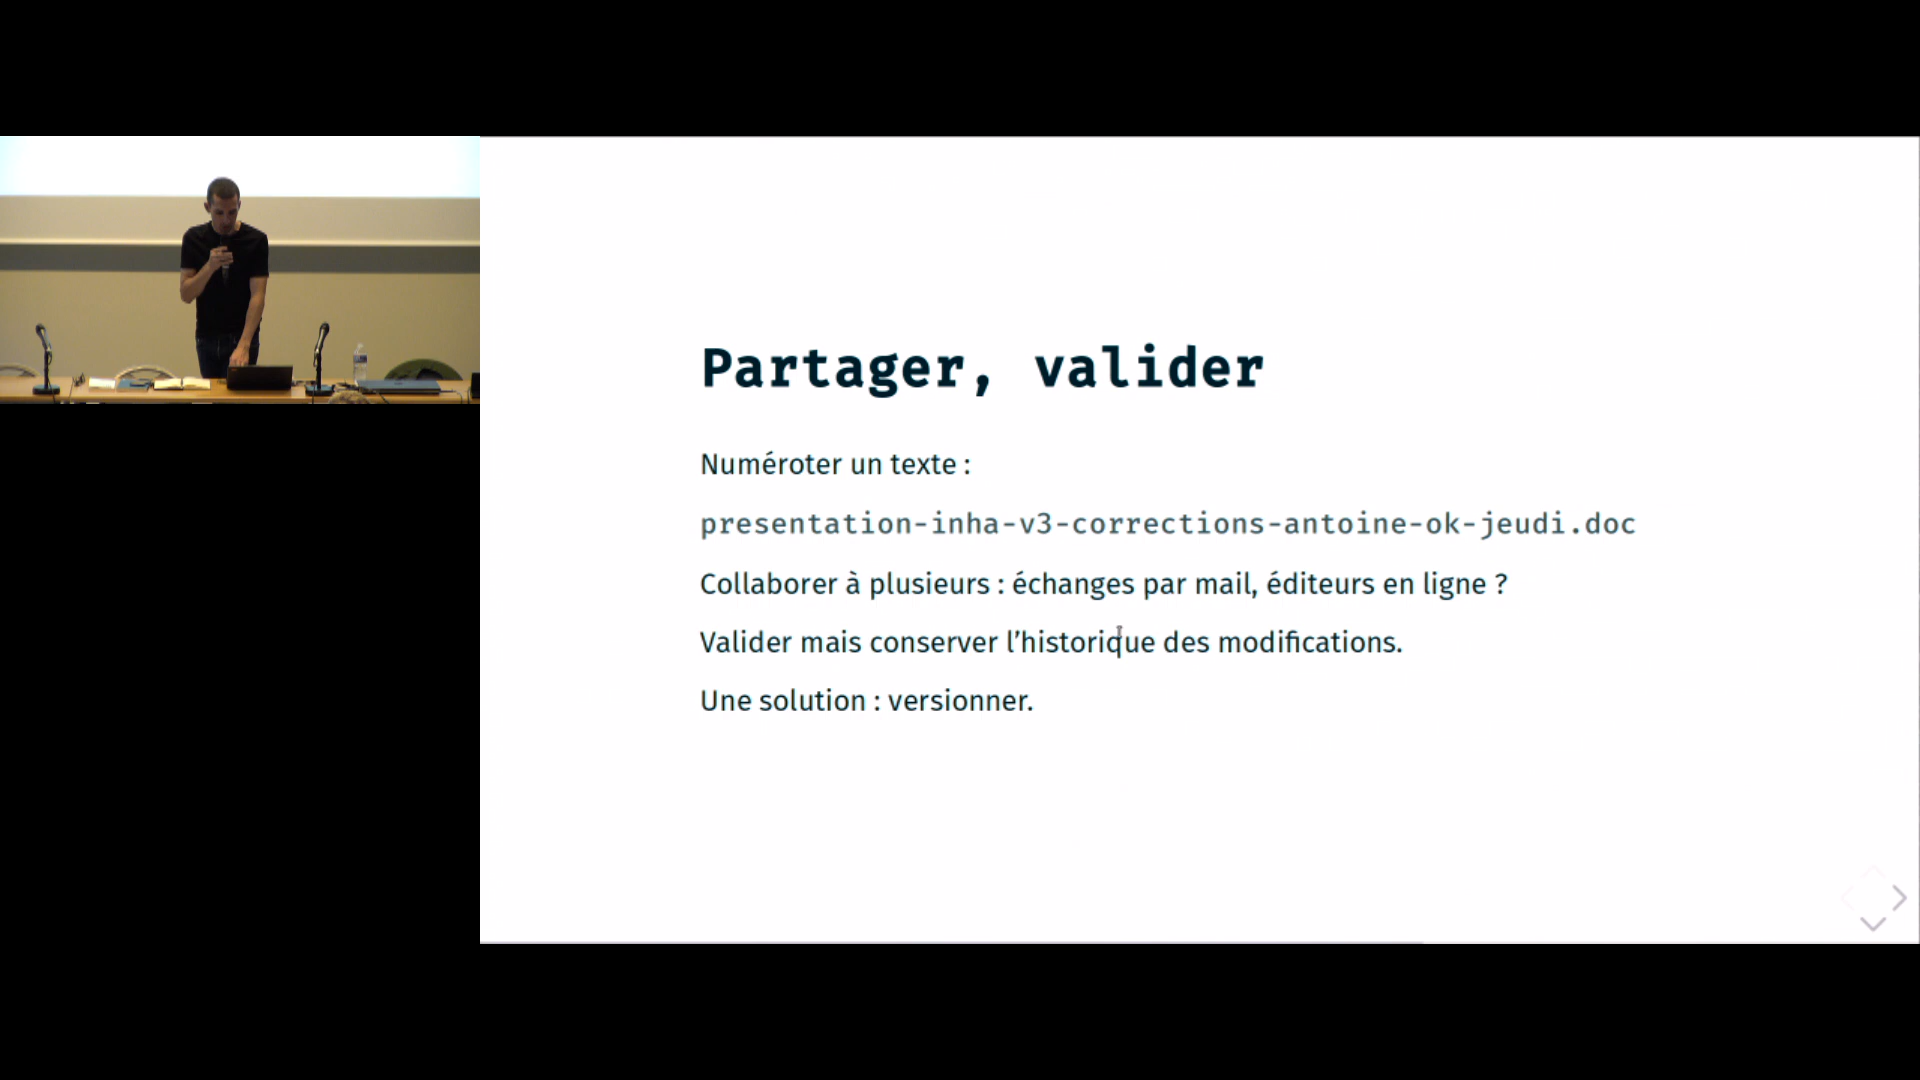 Partager, valider
Numéroter un texte :
presentation-inha-v3-corrections-antoine-ok-jeudi.doc
Collaborer à plusieurs : échanges par mail, éditeurs en ligne ?
Valider mais conserver l’historique des modifications.
Une solution : versionner.